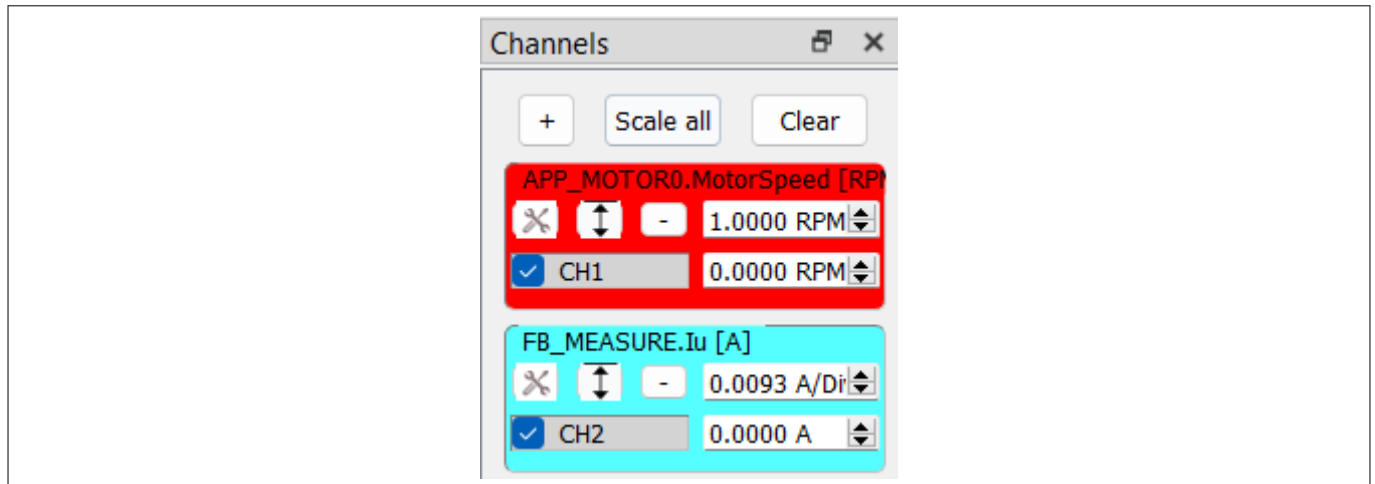 Channels
+ Scale all Clear
APP_MOTOR0.MotorSpeed [RPM
- 1.0000 RPM
CH1 0.0000 RPM
FB_MEASURE.Iu [A]
- 0.0093 A/Di
CH2 0.0000 A